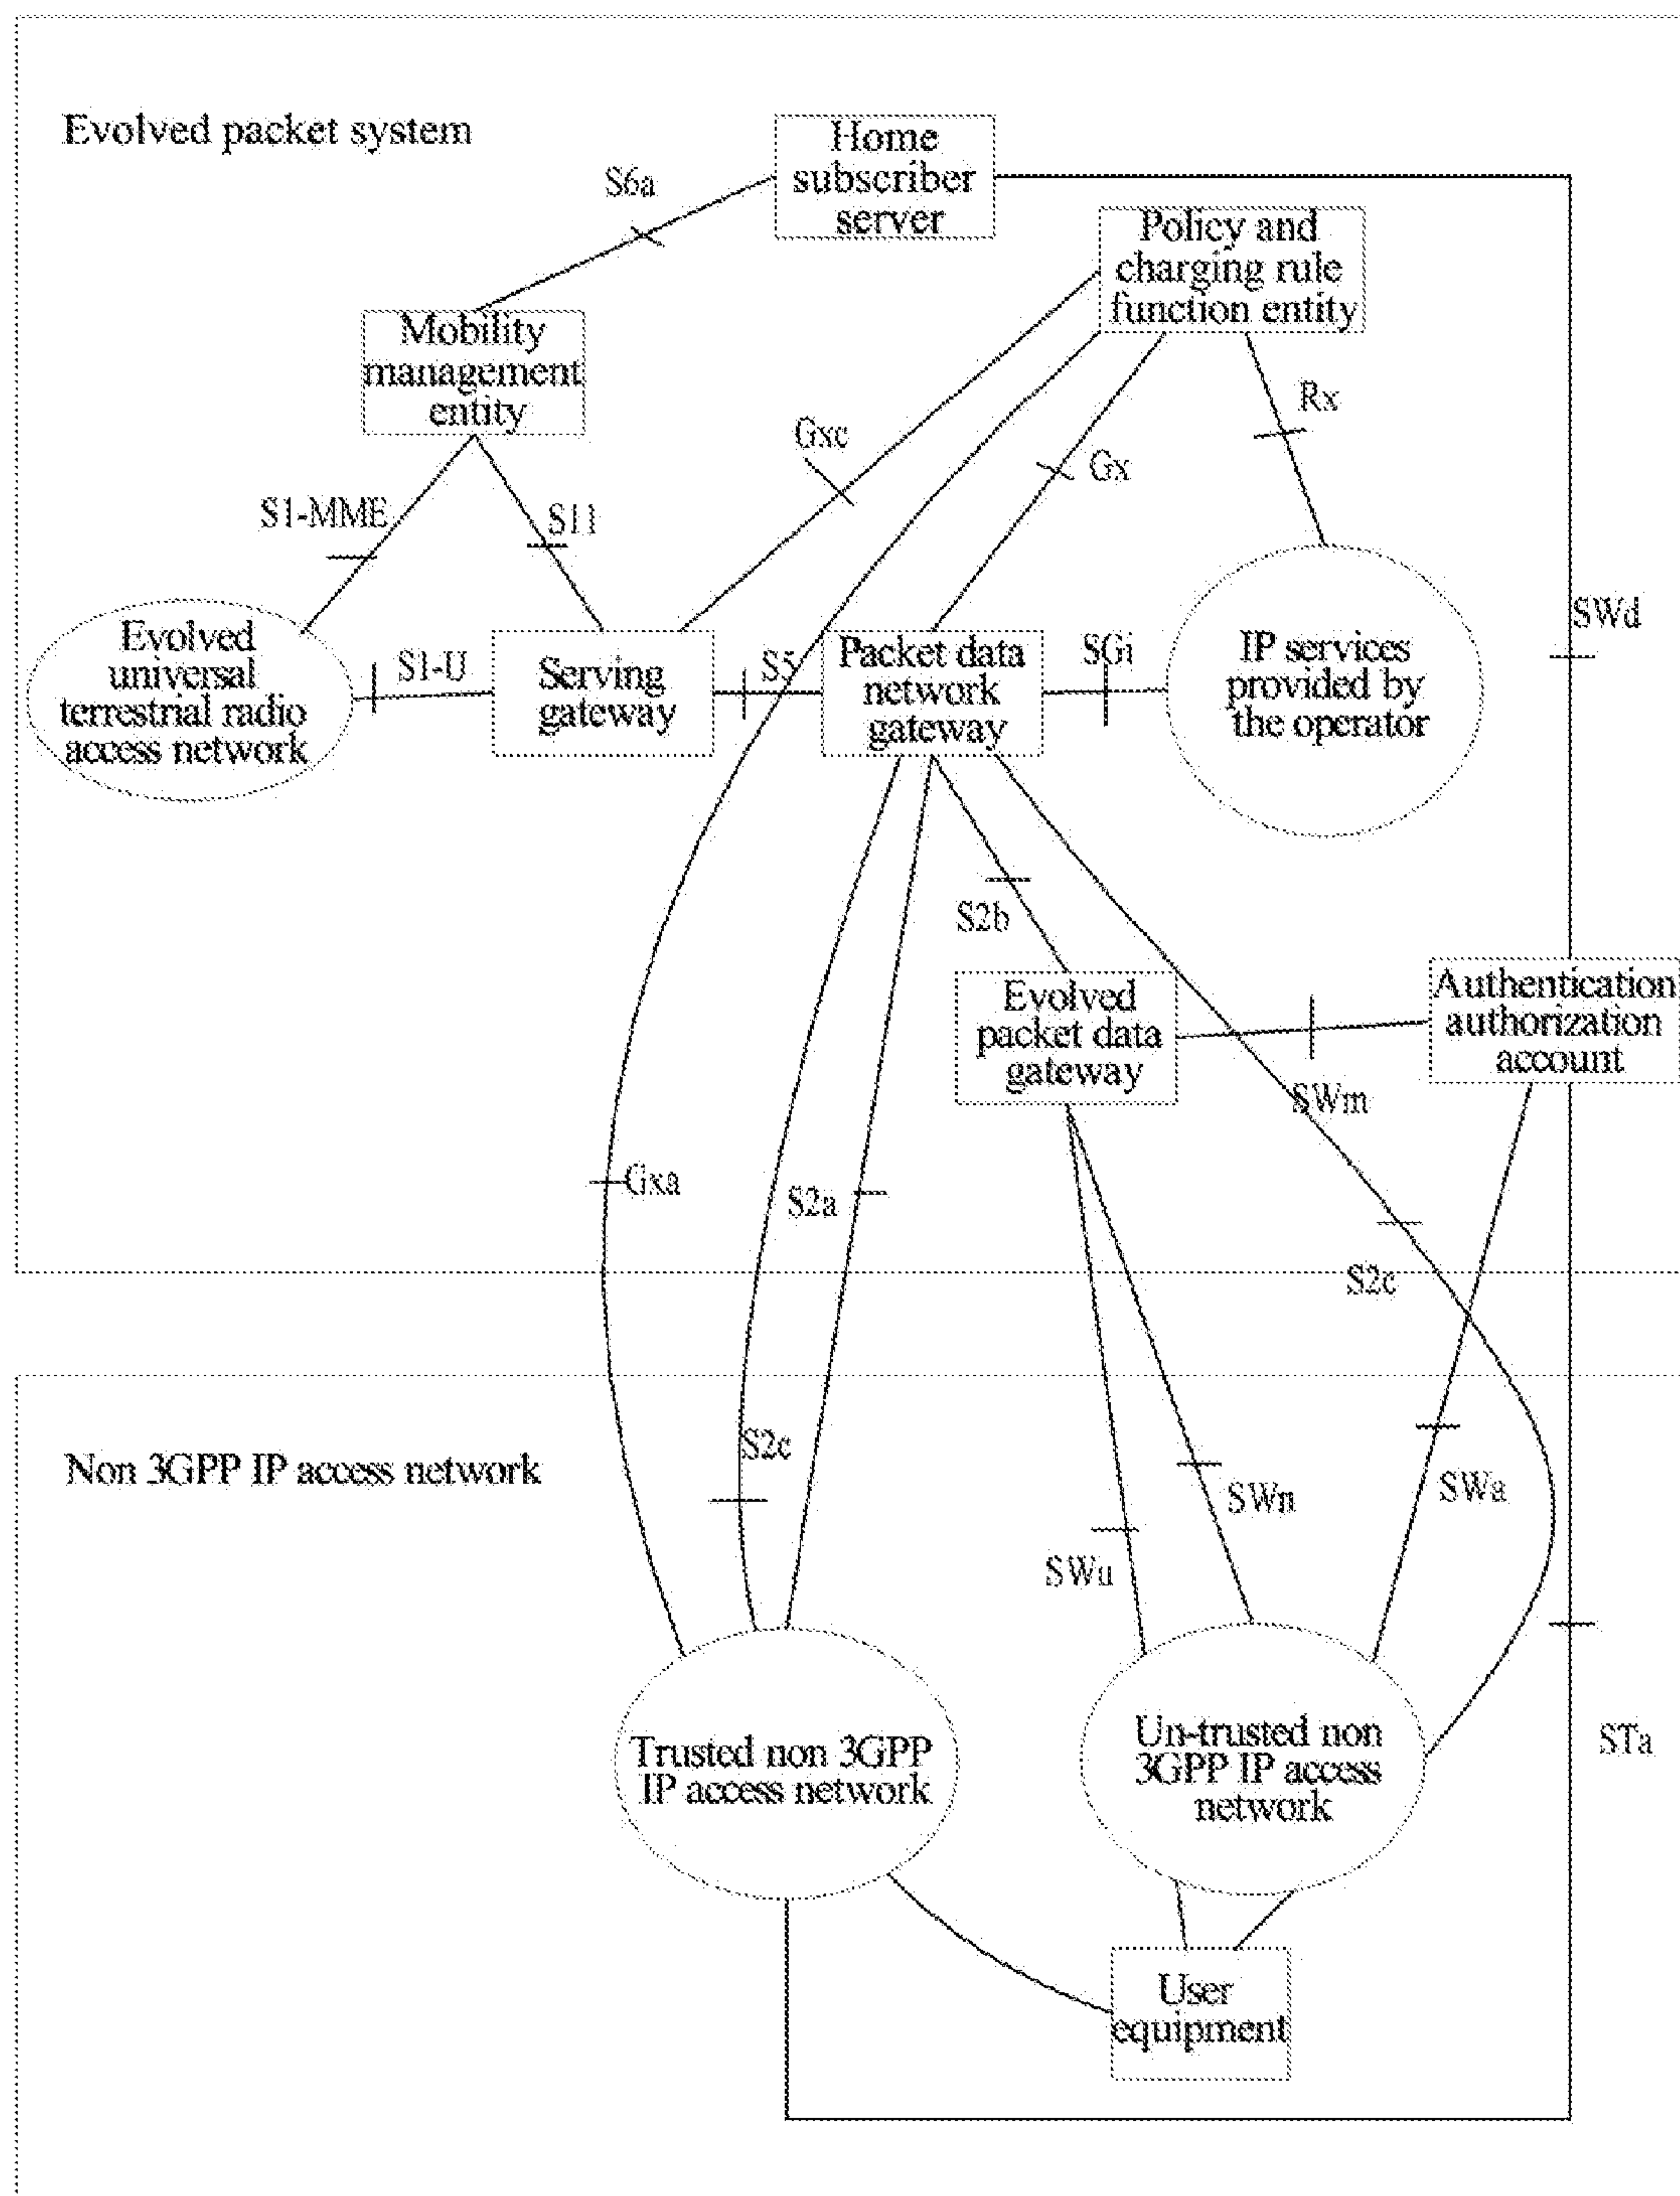 Evolved packet system
Home
subscriber
server
S6a
Policy and
charging rule
function entity
Mobility
management
entity
Rx
Gxc
Gx
S1-MME
S11
SWd
Evolved
universal
terrestrial radio
access network
S1-U
Serving
gateway
S5
Packet data
network
gateway
SGi
IP services
provided by
the operator
S2b
Evolved
packet data
gateway
Authentication
authorization
account
SWm
Gxa
S2a
S2c
Non 3GPP IP access network
S2c
SWn
SWa
SWu
Trusted non 3GPP
IP access network
Un-trusted non
3GPP IP access
network
STa
User
equipment